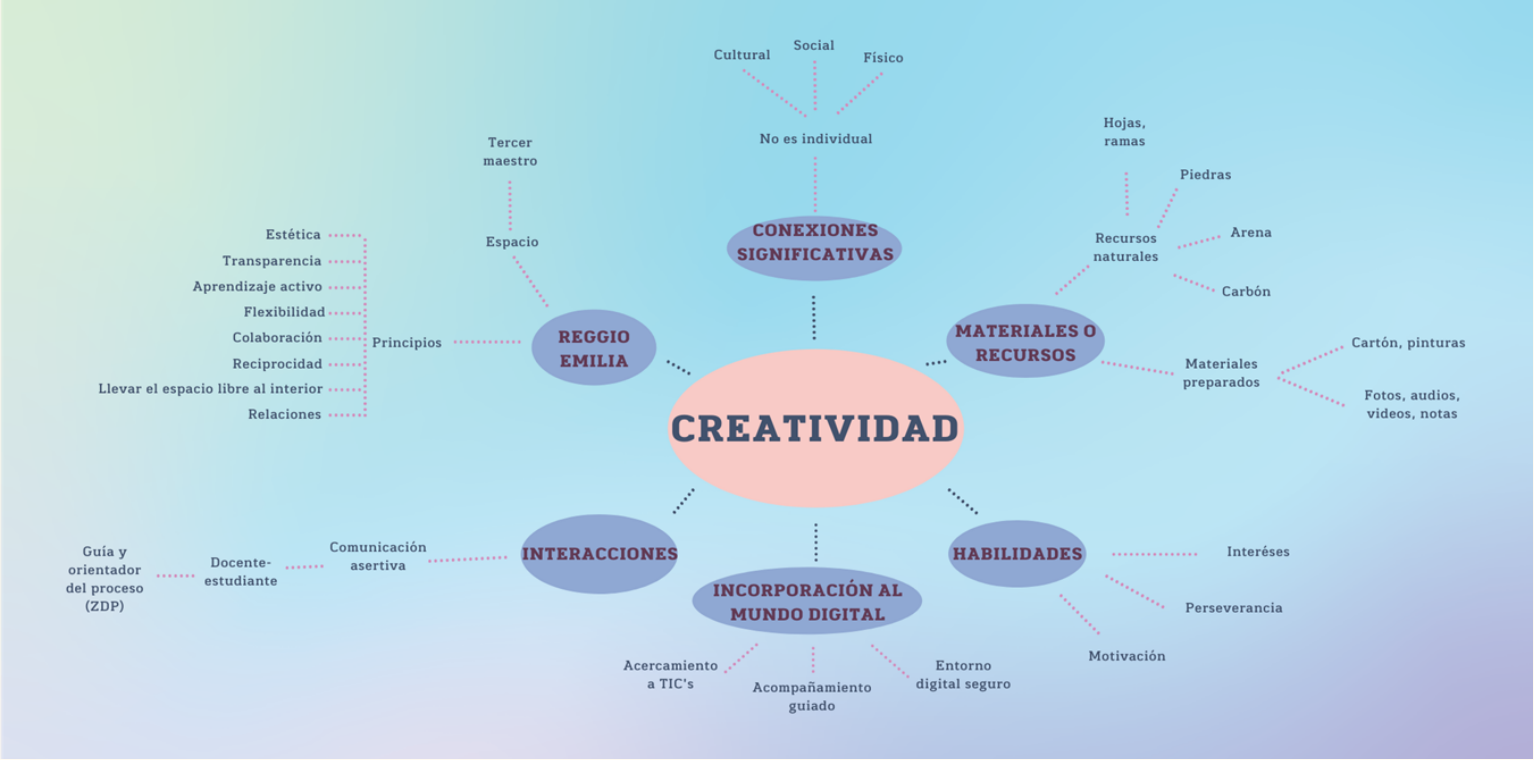 CREATIVIDAD
CONEXIONES
SIGNIFICATIVAS
No es individual
Cultural
Social
Físico
MATERIALES O
RECURSOS
Recursos
naturales
Hojas,
ramas
Piedras
Arena
Carbón
Materiales
preparados
Cartón, pinturas
Fotos, audios,
videos, notas
HABILIDADES
Interéses
Perseverancia
Motivación
INCORPORACIÓN AL
MUNDO DIGITAL
Acercamiento
a TIC's
Acompañamiento
guiado
Entorno
digital seguro
INTERACCIONES
Comunicación
asertiva
Docente-
estudiante
Guía y
orientador
del proceso
(ZDP)
REGGIO
EMILIA
Espacio
Tercer
maestro
Principios
Estética
Transparencia
Aprendizaje activo
Flexibilidad
Colaboración
Reciprocidad
Llevar el espacio libre al interior
Relaciones